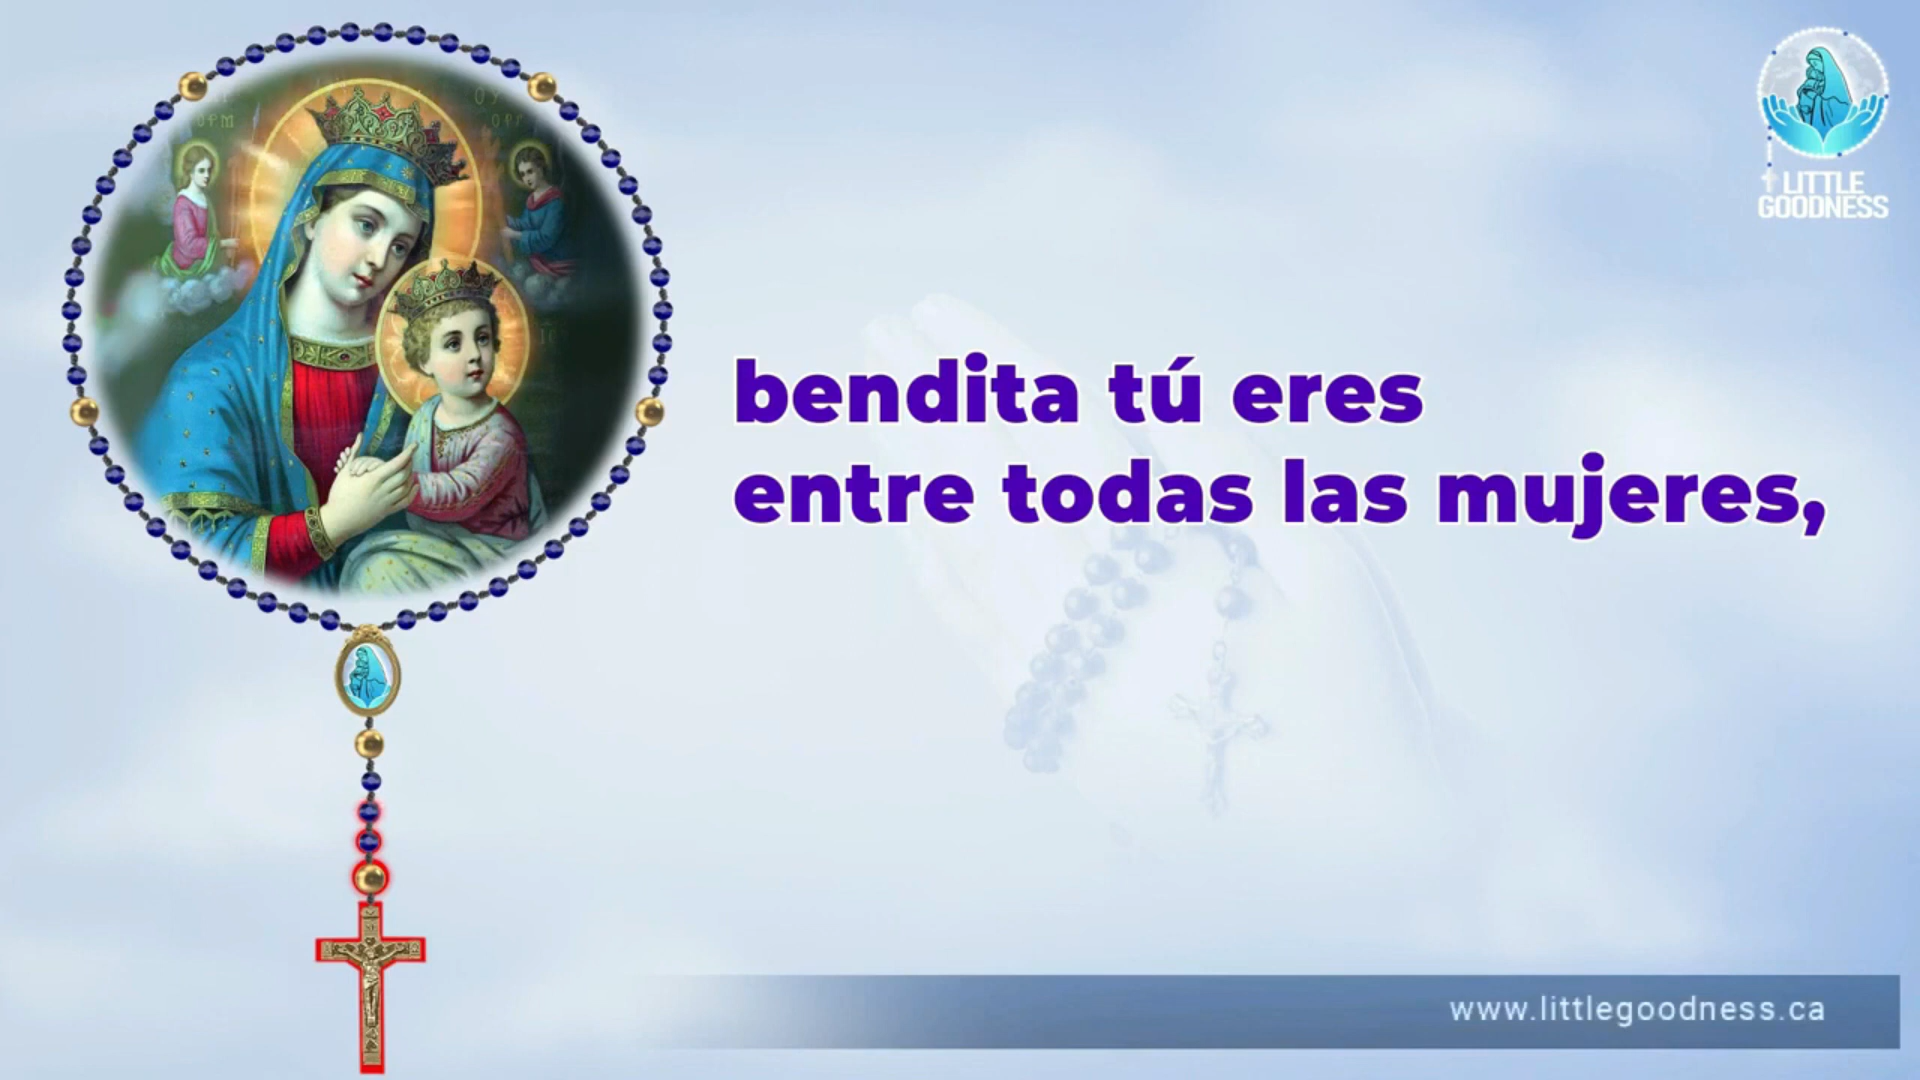 LITTLE
GOODNESS
bendita tú eres
entre todas las mujeres,
www.littlegoodness.ca